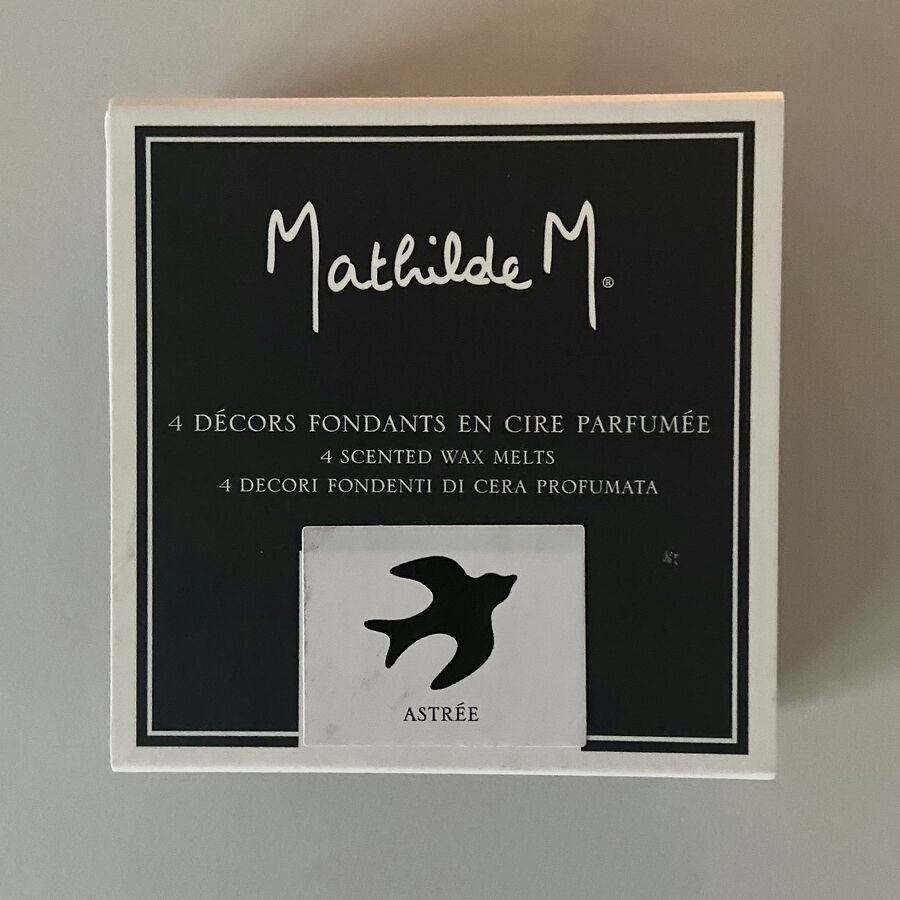 Mathilde M®
4 DÉCORS FONDANTS EN CIRE PARFUMÉE
4 SCENTED WAX MELTS
4 DECORI FONDENTI DI CERA PROFUMATA
ASTRÉE